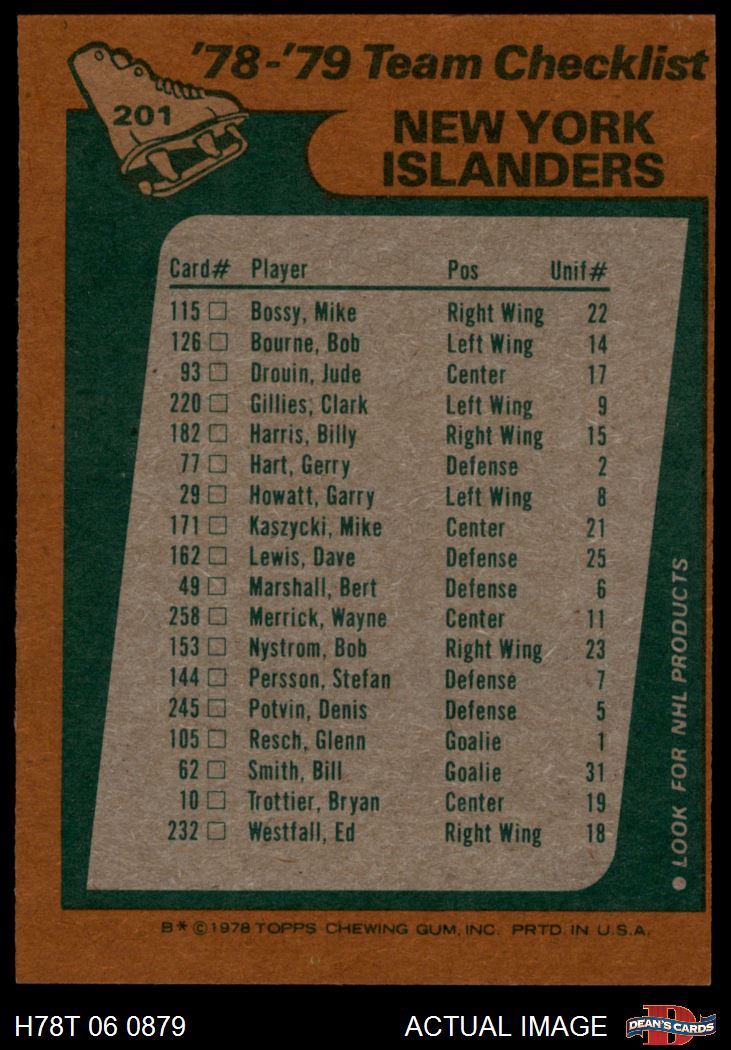 '78-'79 Team Checklist
201
NEW YORK
ISLANDERS
Card# Player Pos Unif#
115 Bossy, Mike Right Wing 22
126 Bourne, Bob Left Wing 14
93 Drouin, Jude Center 17
220 Gillies, Clark Left Wing 9
182 Harris, Billy Right Wing 15
77 Hart, Gerry Defense 2
29 Howatt, Garry Left Wing 8
171 Kaszycki, Mike Center 21
162 Lewis, Dave Defense 25
49 Marshall, Bert Defense 6
258 Merrick, Wayne Center 11
153 Nystrom, Bob Right Wing 23
144 Persson, Stefan Defense 7
245 Potvin, Denis Defense 5
105 Resch, Glenn Goalie 1
62 Smith, Bill Goalie 31
10 Trottier, Bryan Center 19
232 Westfall, Ed Right Wing 18
● LOOK FOR NHL PRODUCTS
B* ©1978 TOPPS CHEWING GUM, INC. PRTD. IN U.S.A.
H78T 06 0879 ACTUAL IMAGE
D
DEAN'S CARDS